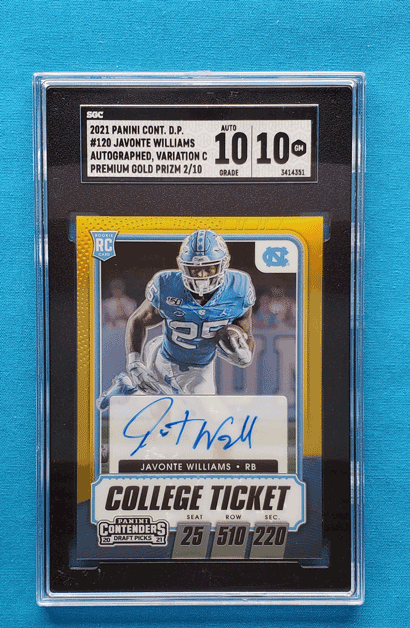 SGC
2021 PANINI CONT. D.P.
#120 JAVONTE WILLIAMS
AUTOGRAPHED, VARIATION C
PREMIUM GOLD PRIZM 2/10
AUTO
10
GRADE
10 GM
3414351
ROOKIE
RC
CARD
NC
150
25
JAVONTE WILLIAMS • RB
COLLEGE TICKET
SEAT ROW SEC.
25 510 220
PANINI
CONTENDERS
20 DRAFT PICKS 21